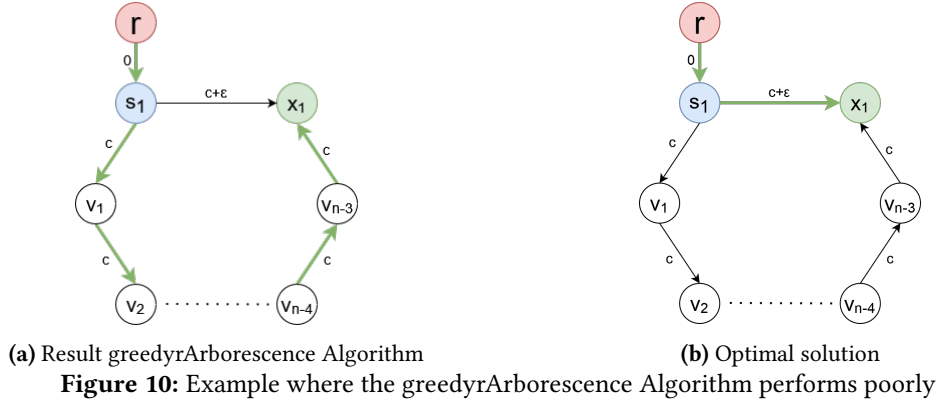 r
0
s1
c+ε
x1
c
c
v1
vn-3
c
c
v2
vn-4
(a) Result greedyrArborescence Algorithm
r
0
s1
c+ε
x1
c
c
v1
vn-3
c
c
v2
vn-4
(b) Optimal solution
Figure 10: Example where the greedyrArborescence Algorithm performs poorly